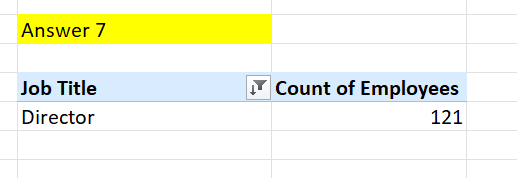 Answer 7
Job Title Count of Employees
Director 121